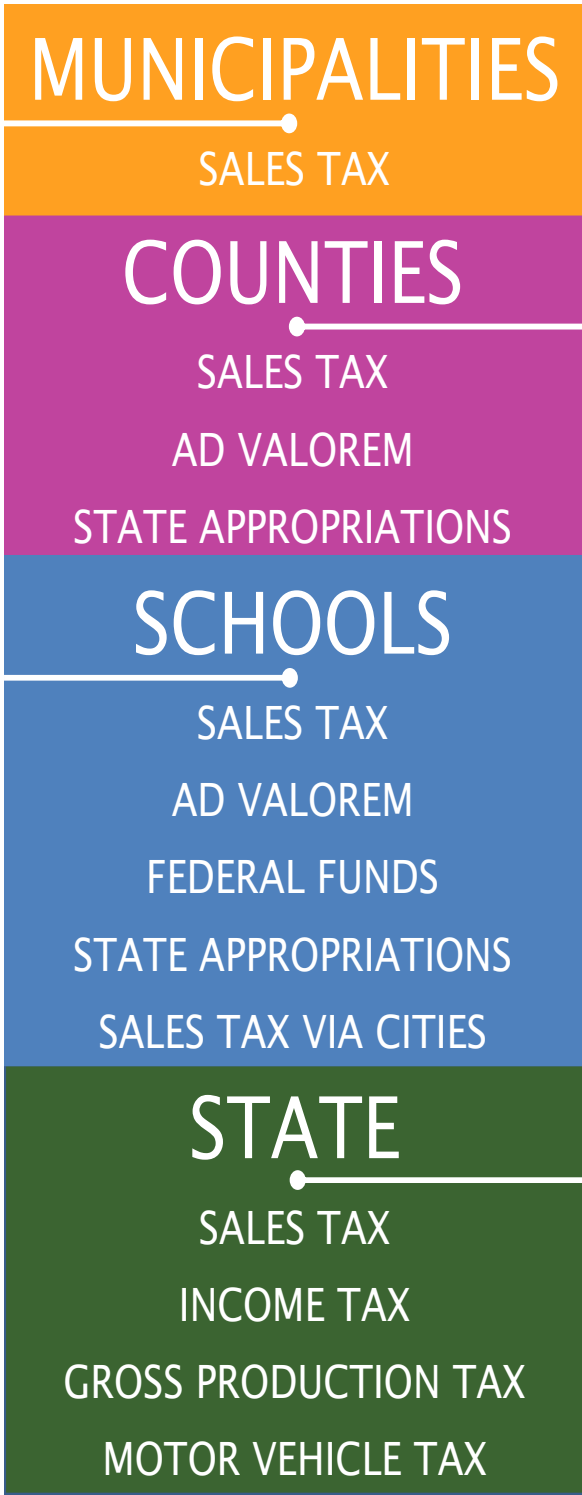 MUNICIPALITIES
SALES TAX
COUNTIES
SALES TAX
AD VALOREM
STATE APPROPRIATIONS
SCHOOLS
SALES TAX
AD VALOREM
FEDERAL FUNDS
STATE APPROPRIATIONS
SALES TAX VIA CITIES
STATE
SALES TAX
INCOME TAX
GROSS PRODUCTION TAX
MOTOR VEHICLE TAX